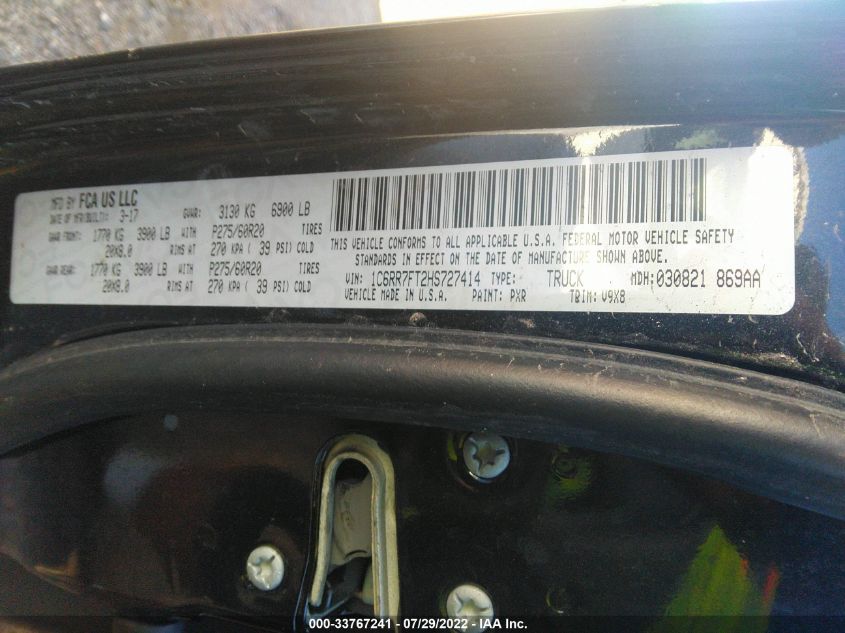 MFD BY FCA US LLC
DATE OF MFR(BUILT): 3-17 GVWR: 3130 KG 6900 LB
GAWR FRONT: 1770 KG 3900 LB WITH P275/60R20 TIRES
20X8.0 RIMS AT 270 KPA ( 39 PSI) COLD
GAWR REAR: 1770 KG 3900 LB WITH P275/60R20 TIRES
20X8.0 RIMS AT 270 KPA ( 39 PSI) COLD
THIS VEHICLE CONFORMS TO ALL APPLICABLE U.S.A. FEDERAL MOTOR VEHICLE SAFETY
STANDARDS IN EFFECT ON THE DATE OF MANUFACTURE SHOWN ABOVE.
VIN: 1C6RR7FT2HS727414 TYPE: TRUCK MDH: 030821 869AA
VEHICLE MADE IN U.S.A. PAINT: PXR TRIM: V9X8
000-33767241 - 07/29/2022 - IAA Inc.